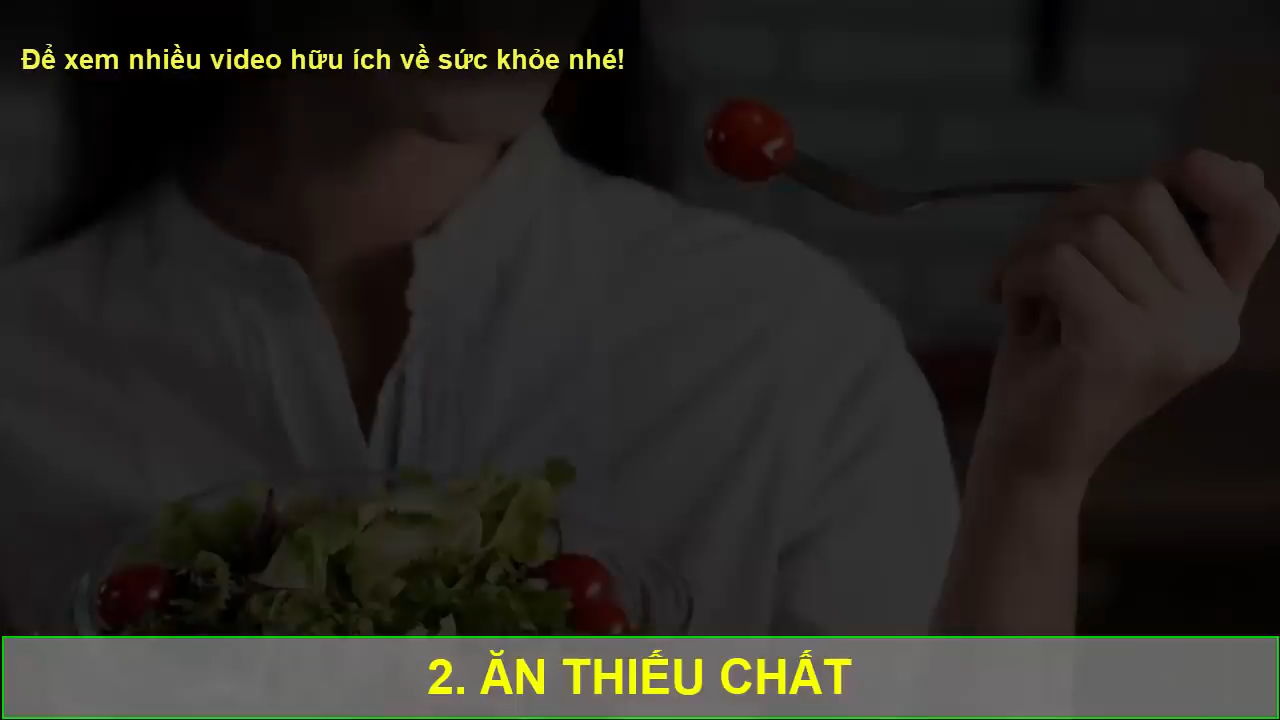 Để xem nhiều video hữu ích về sức khỏe nhé!
2. ĂN THIẾU CHẤT